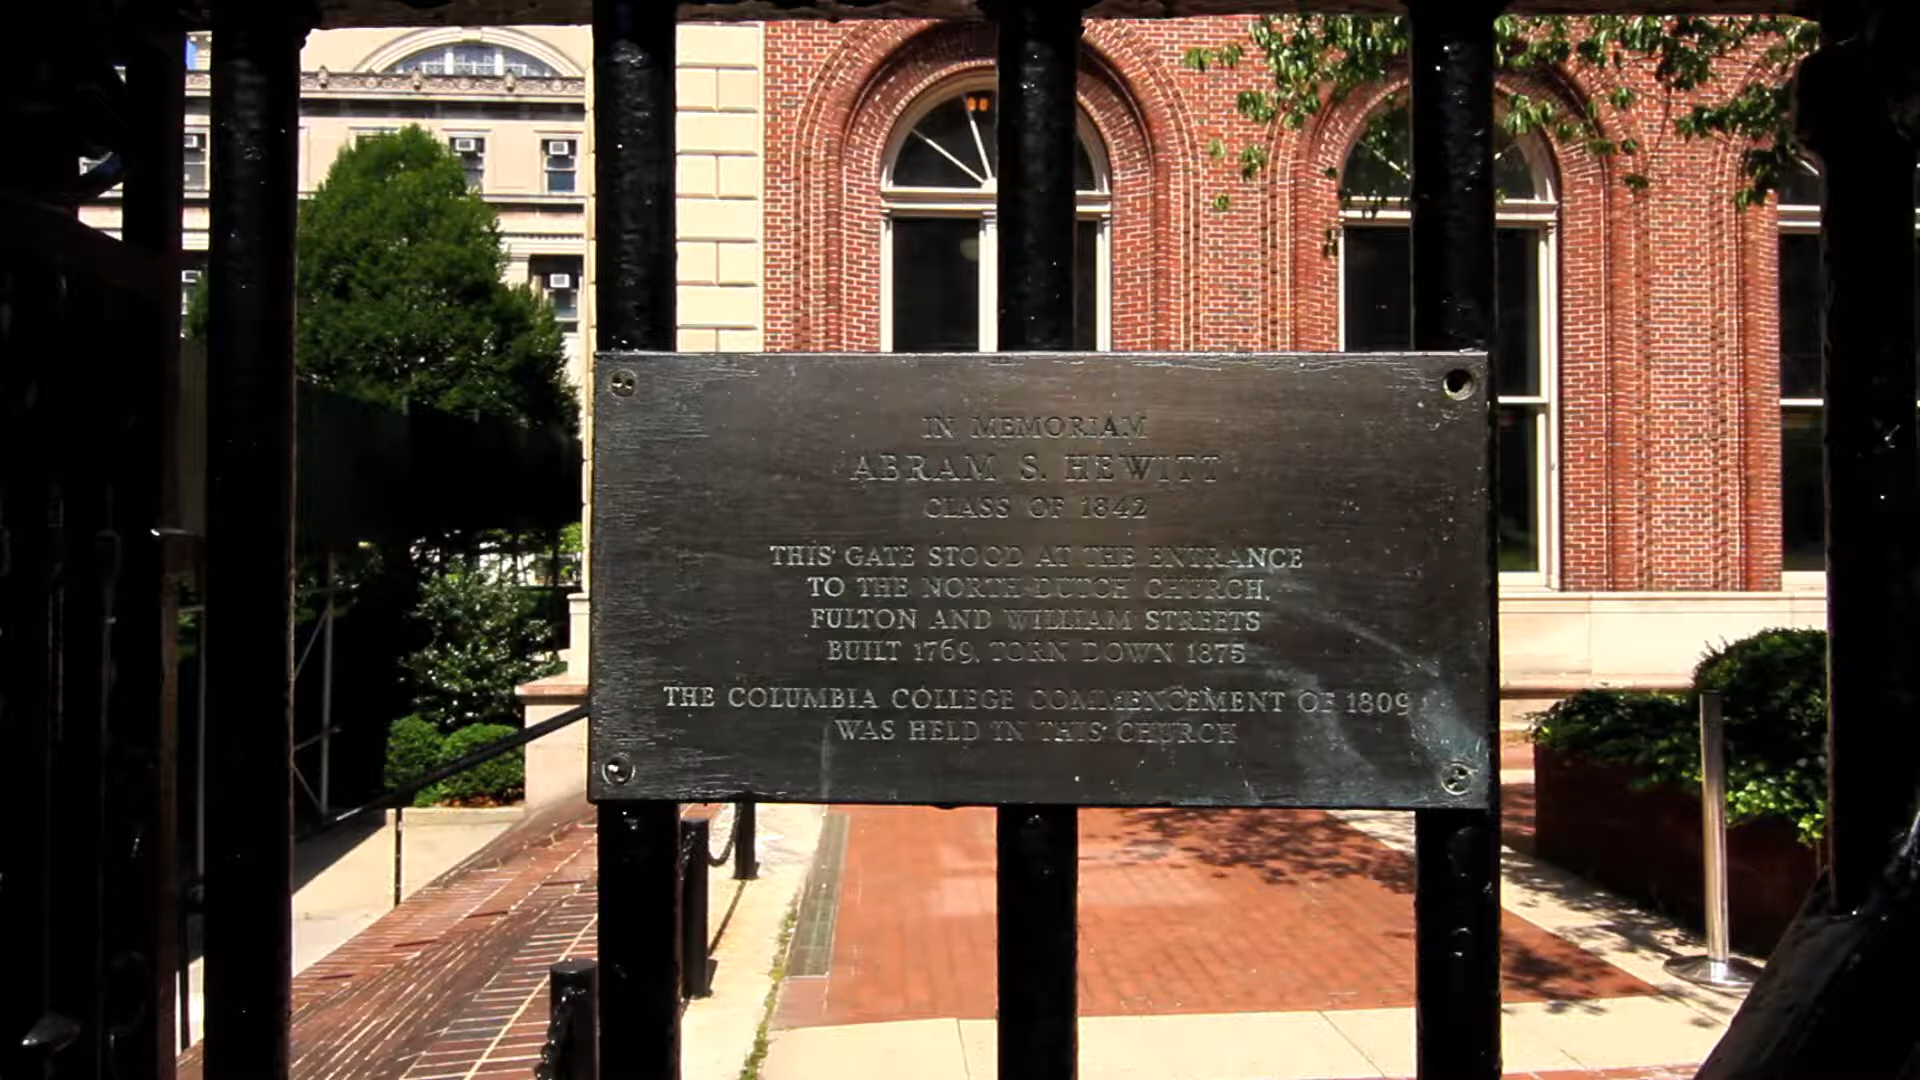 IN MEMORIAM
ABRAM S. HEWITT
CLASS OF 1842
THIS GATE STOOD AT THE ENTRANCE
TO THE NORTH DUTCH CHURCH,
FULTON AND WILLIAM STREETS
BUILT 1769, TORN DOWN 1875
THE COLUMBIA COLLEGE COMMENCEMENT OF 1809
WAS HELD IN THIS CHURCH